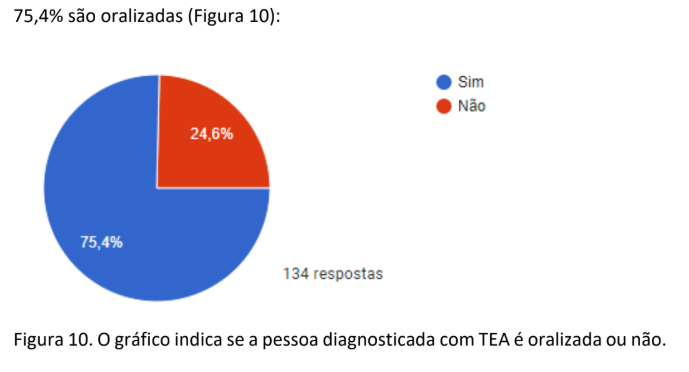 75,4% são oralizadas (Figura 10):
Sim
Não
24,6%
75,4%
134 respostas
Figura 10. O gráfico indica se a pessoa diagnosticada com TEA é oralizada ou não.